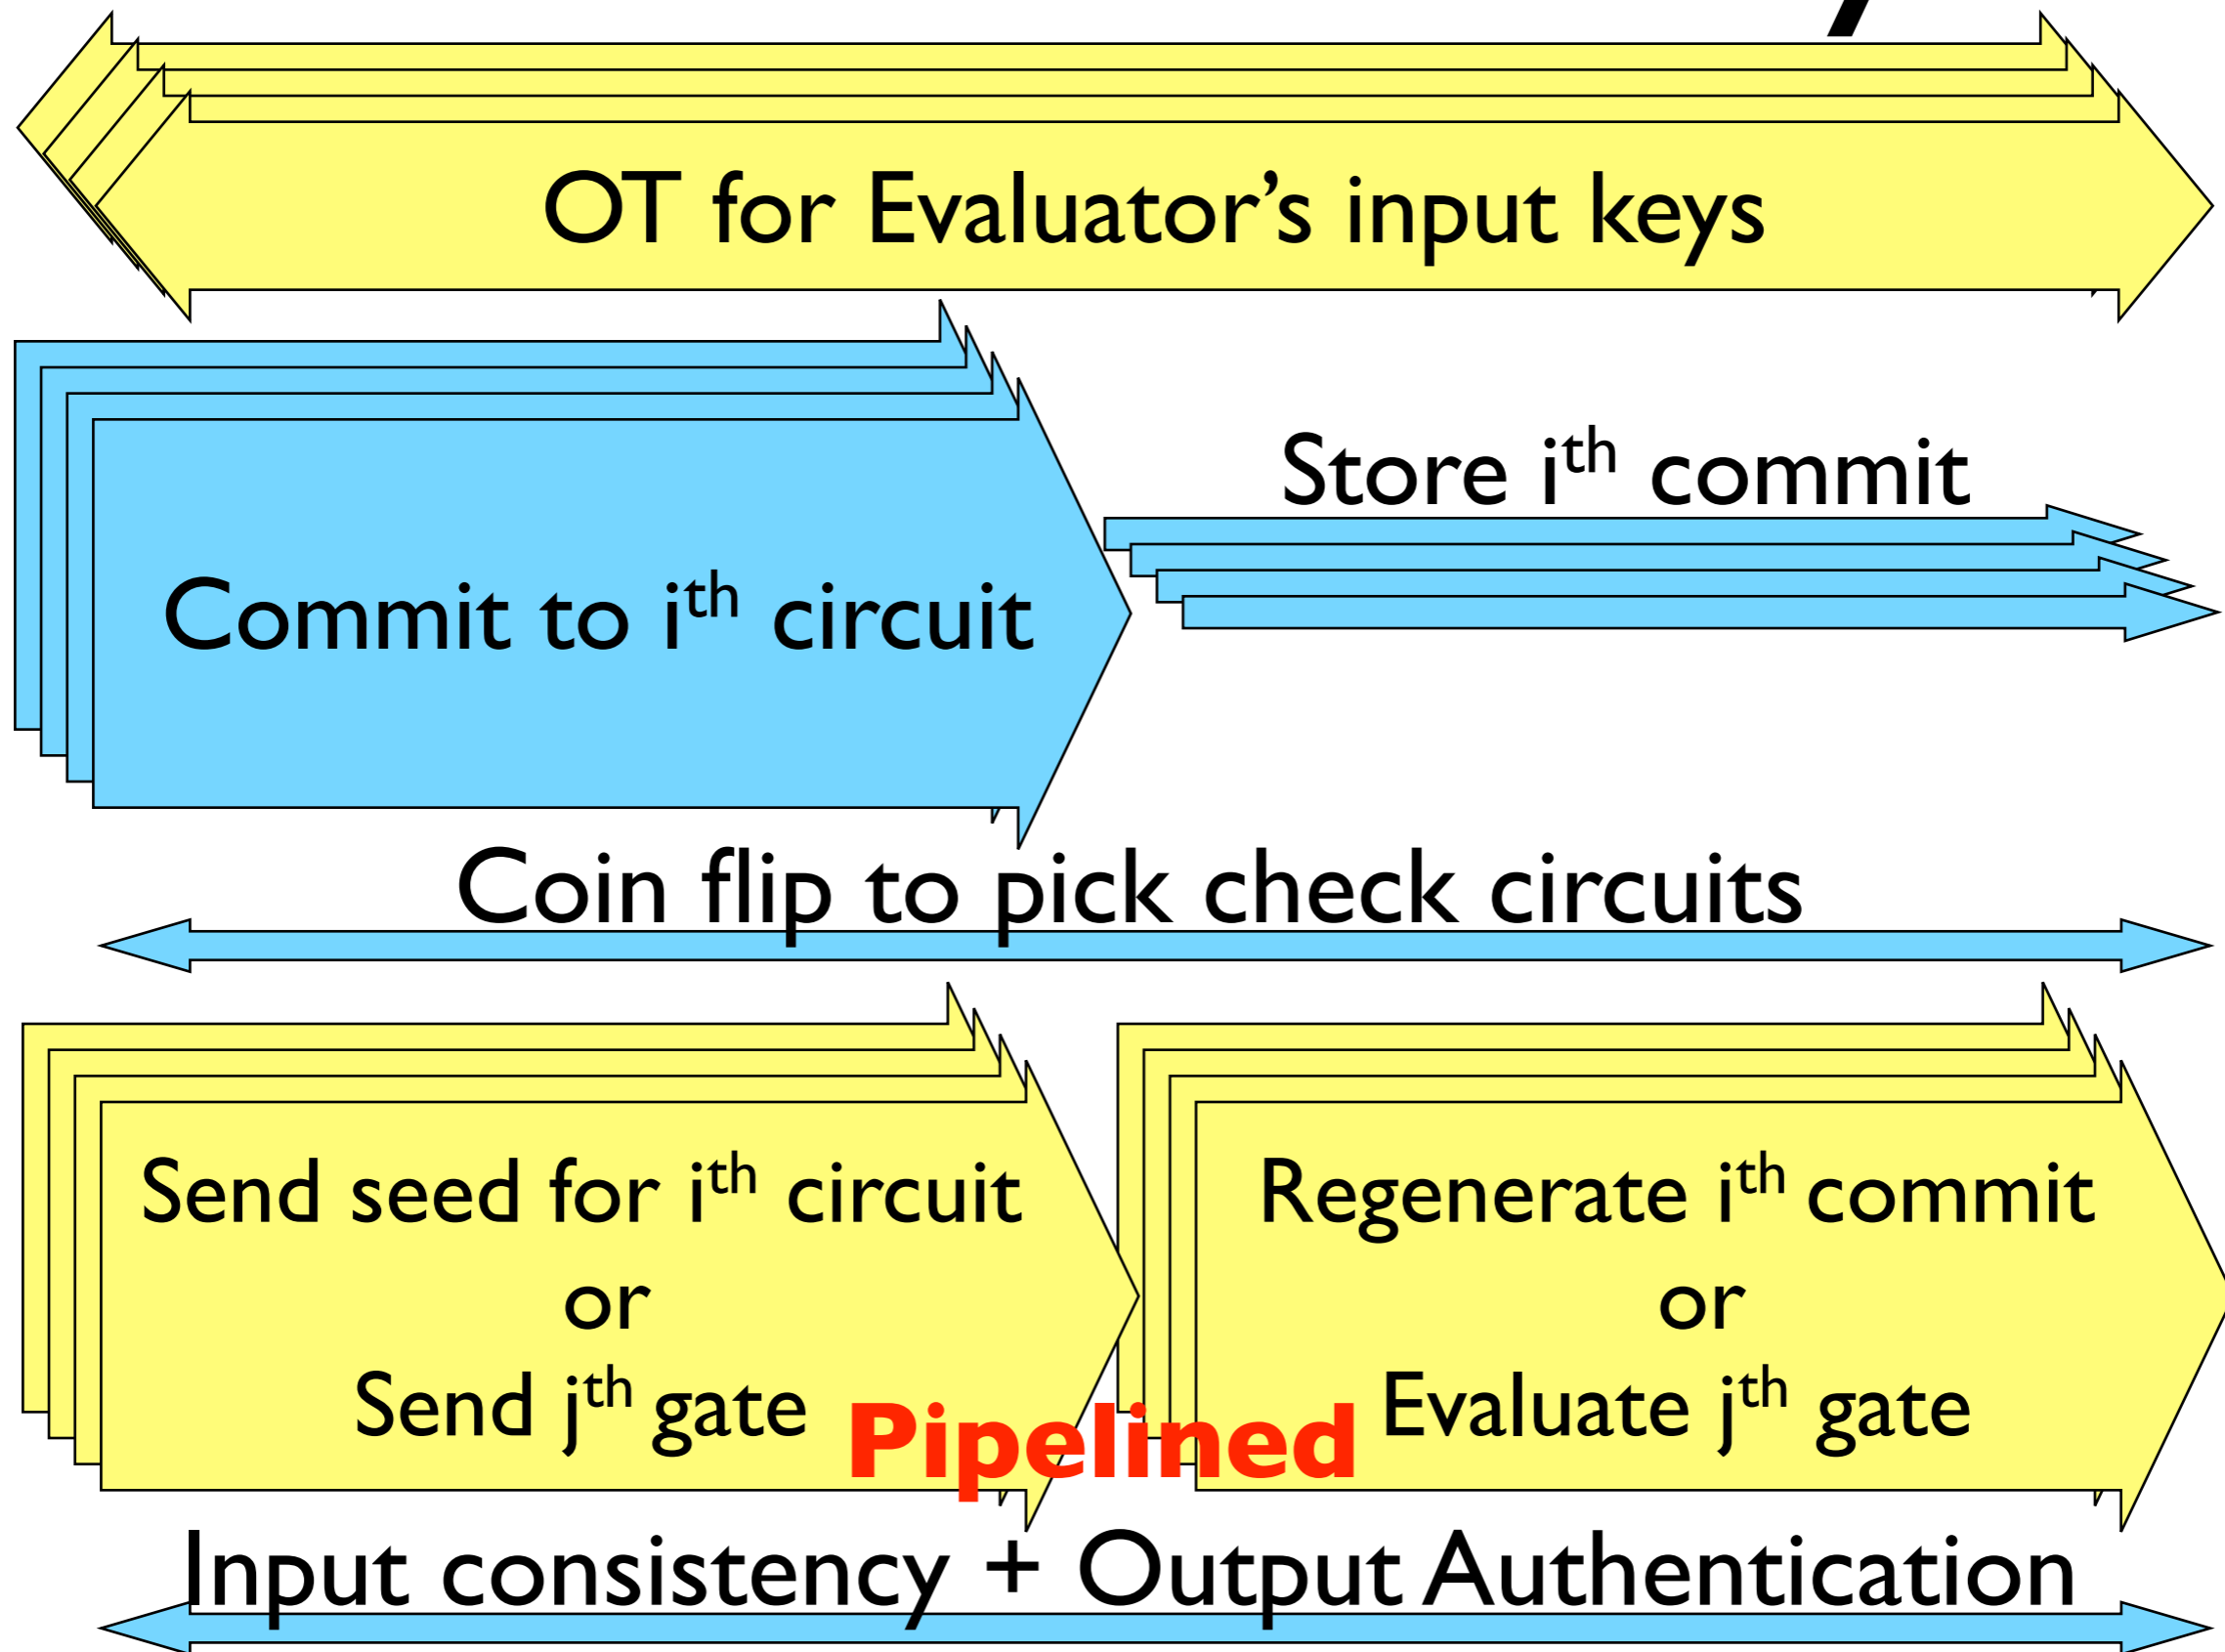 OT for Evaluator’s input keys
Store iᵗʰ commit
Commit to iᵗʰ circuit
Coin flip to pick check circuits
Send seed for iᵗʰ circuit
or
Send jᵗʰ gate
Regenerate iᵗʰ commit
or
Evaluate jᵗʰ gate
Pipelined
Input consistency + Output Authentication